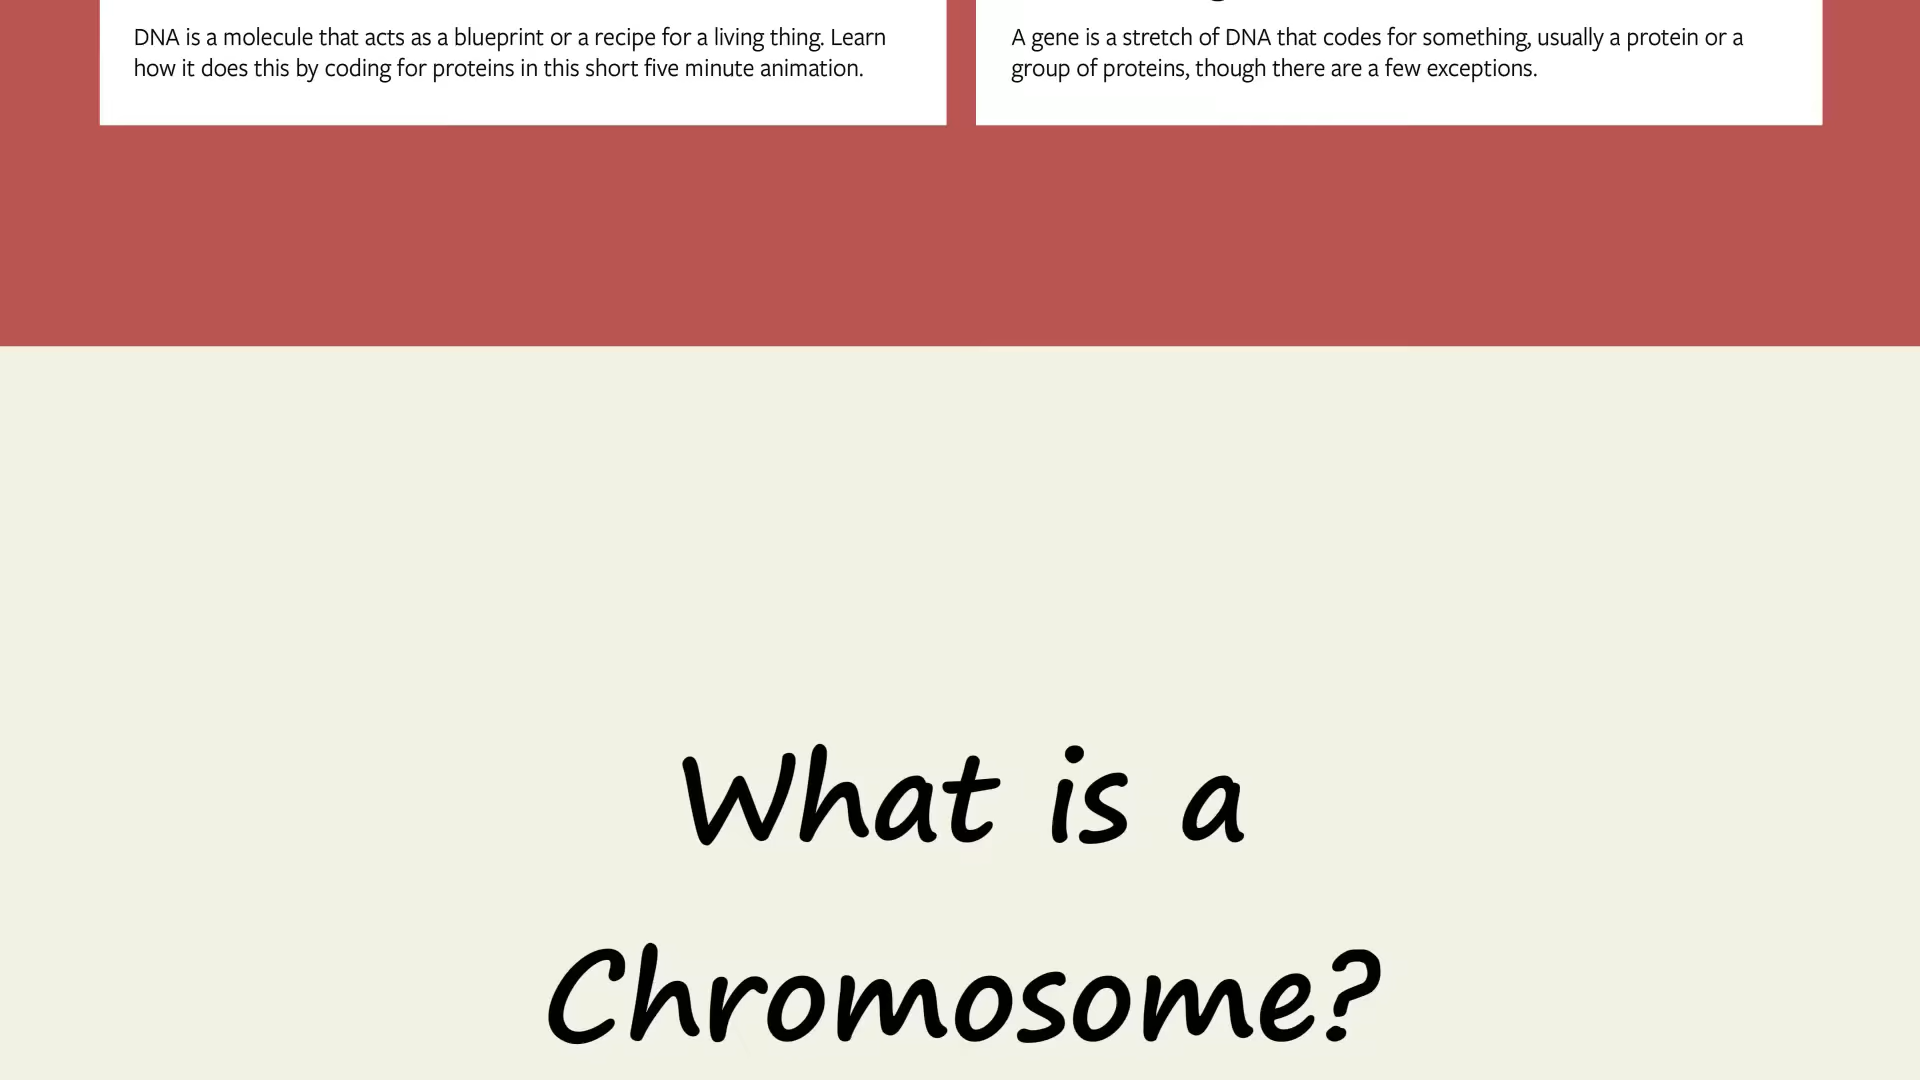 DNA is a molecule that acts as a blueprint or a recipe for a living thing. Learn
how it does this by coding for proteins in this short five minute animation.
A gene is a stretch of DNA that codes for something, usually a protein or a
group of proteins, though there are a few exceptions.
What is a
Chromosome?